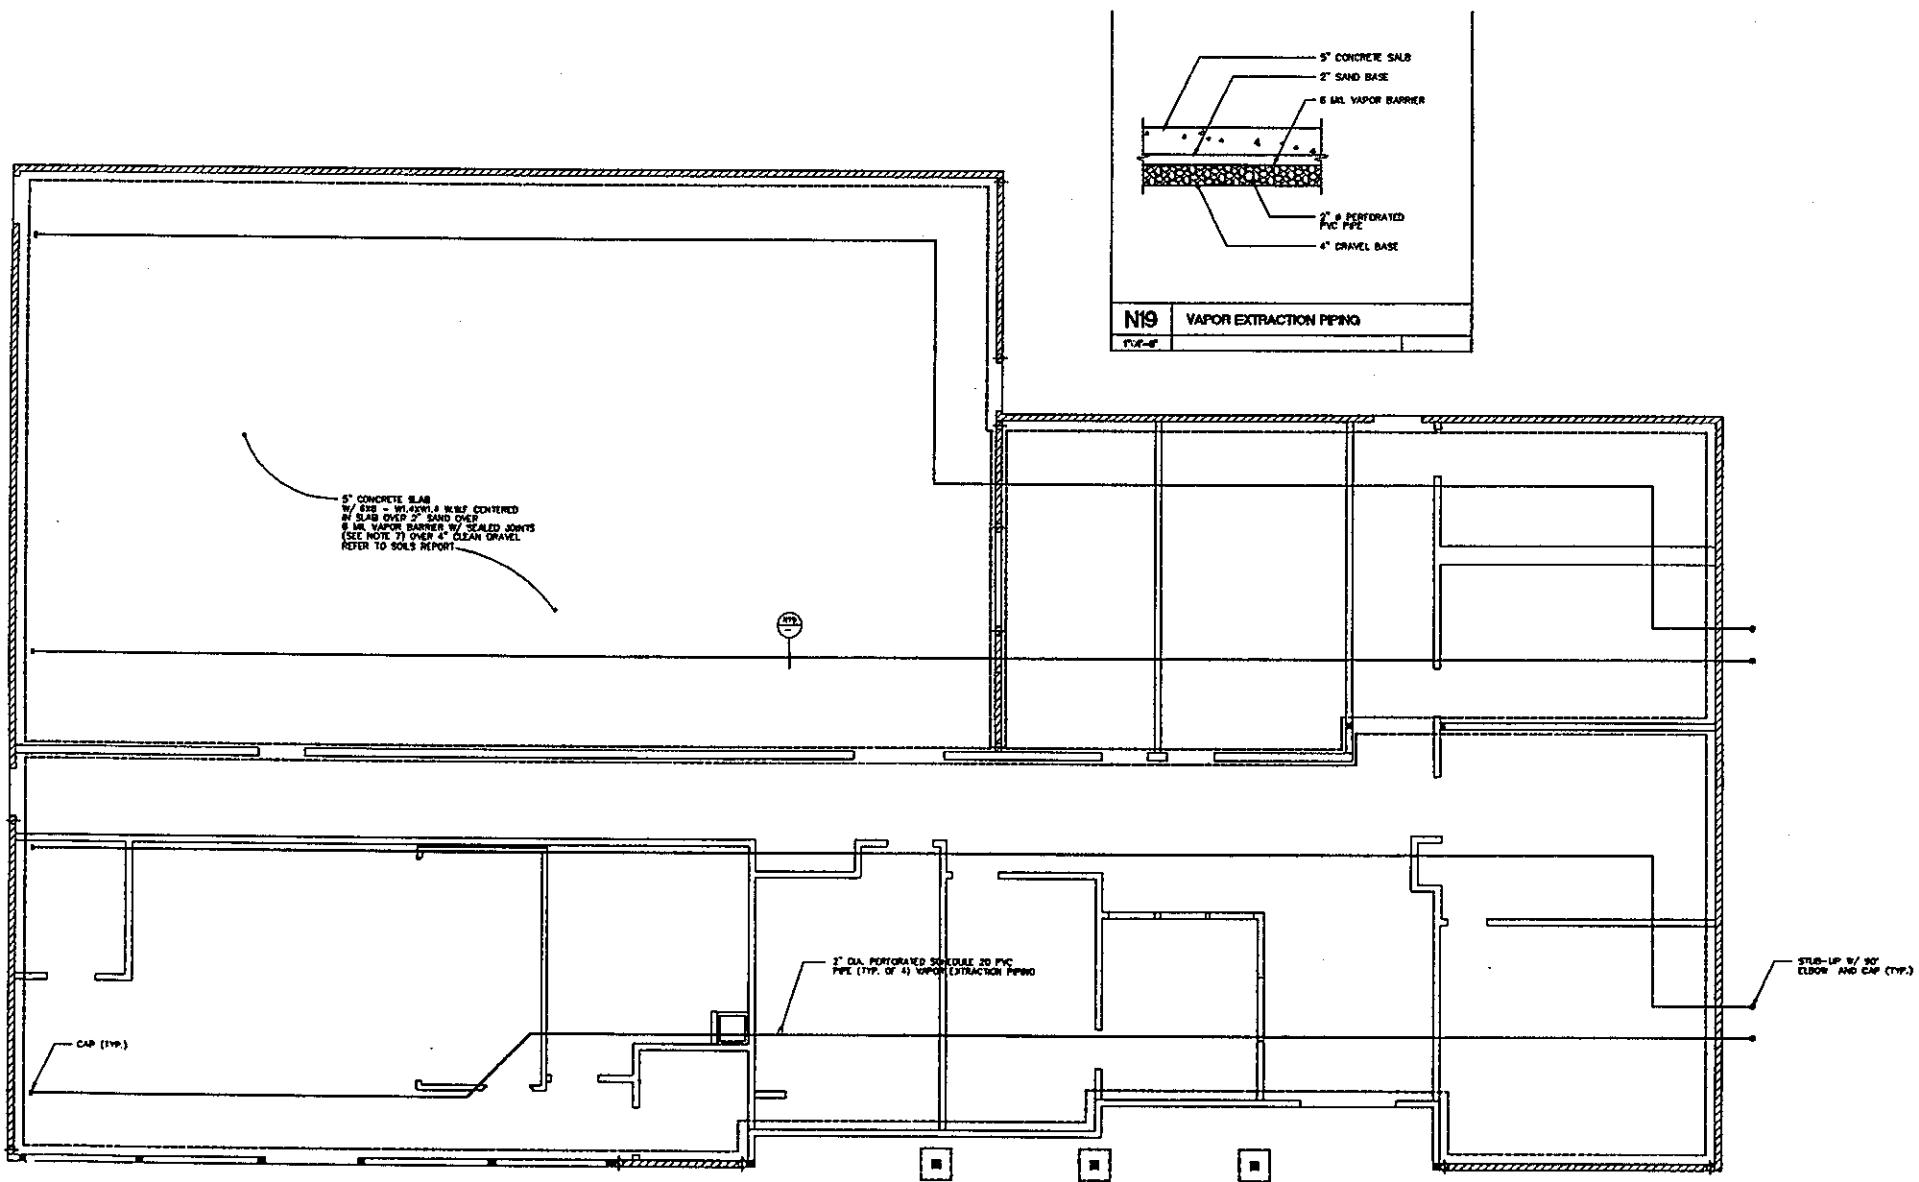 5" CONCRETE SALB
2" SAND BASE
6 MIL VAPOR BARRIER
2" ø PERFORATED
PVC PIPE
4" GRAVEL BASE
N19 VAPOR EXTRACTION PIPING
5" CONCRETE SLAB
W/ 6X6 - W1.4XW1.4 W.W.F CENTERED
IN SLAB OVER 2" SAND OVER
6 MIL VAPOR BARRIER W/ SEALED JOINTS
(SEE NOTE 7) OVER 4" CLEAN GRAVEL
REFER TO SOILS REPORT
N19
2" DIA. PERFORATED SCHEDULE 20 PVC
PIPE (TYP. OF 4) VAPOR EXTRACTION PIPING
STUB-UP W/ 90°
ELBOW AND CAP (TYP.)
CAP (TYP.)